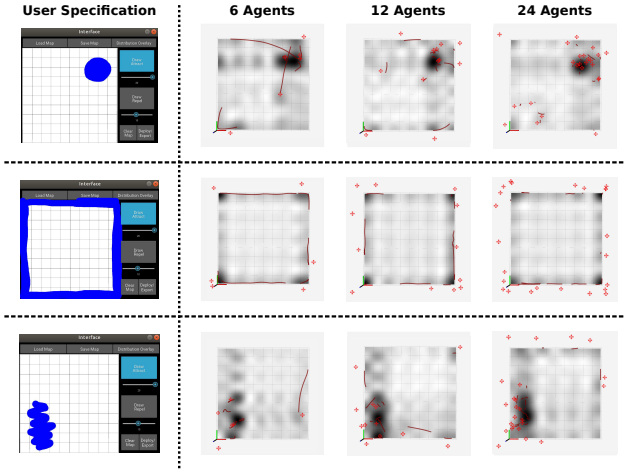 User Specification
6 Agents
12 Agents
24 Agents
Interface
Load Map
Save Map
Distribution Overlay
Draw
Attract
Draw
Repel
Clear
Map
Deploy/
Export
Interface
Load Map
Save Map
Distribution Overlay
Draw
Attract
Draw
Repel
Clear
Map
Deploy/
Export
Interface
Load Map
Save Map
Distribution Overlay
Draw
Attract
Draw
Repel
Clear
Map
Deploy/
Export